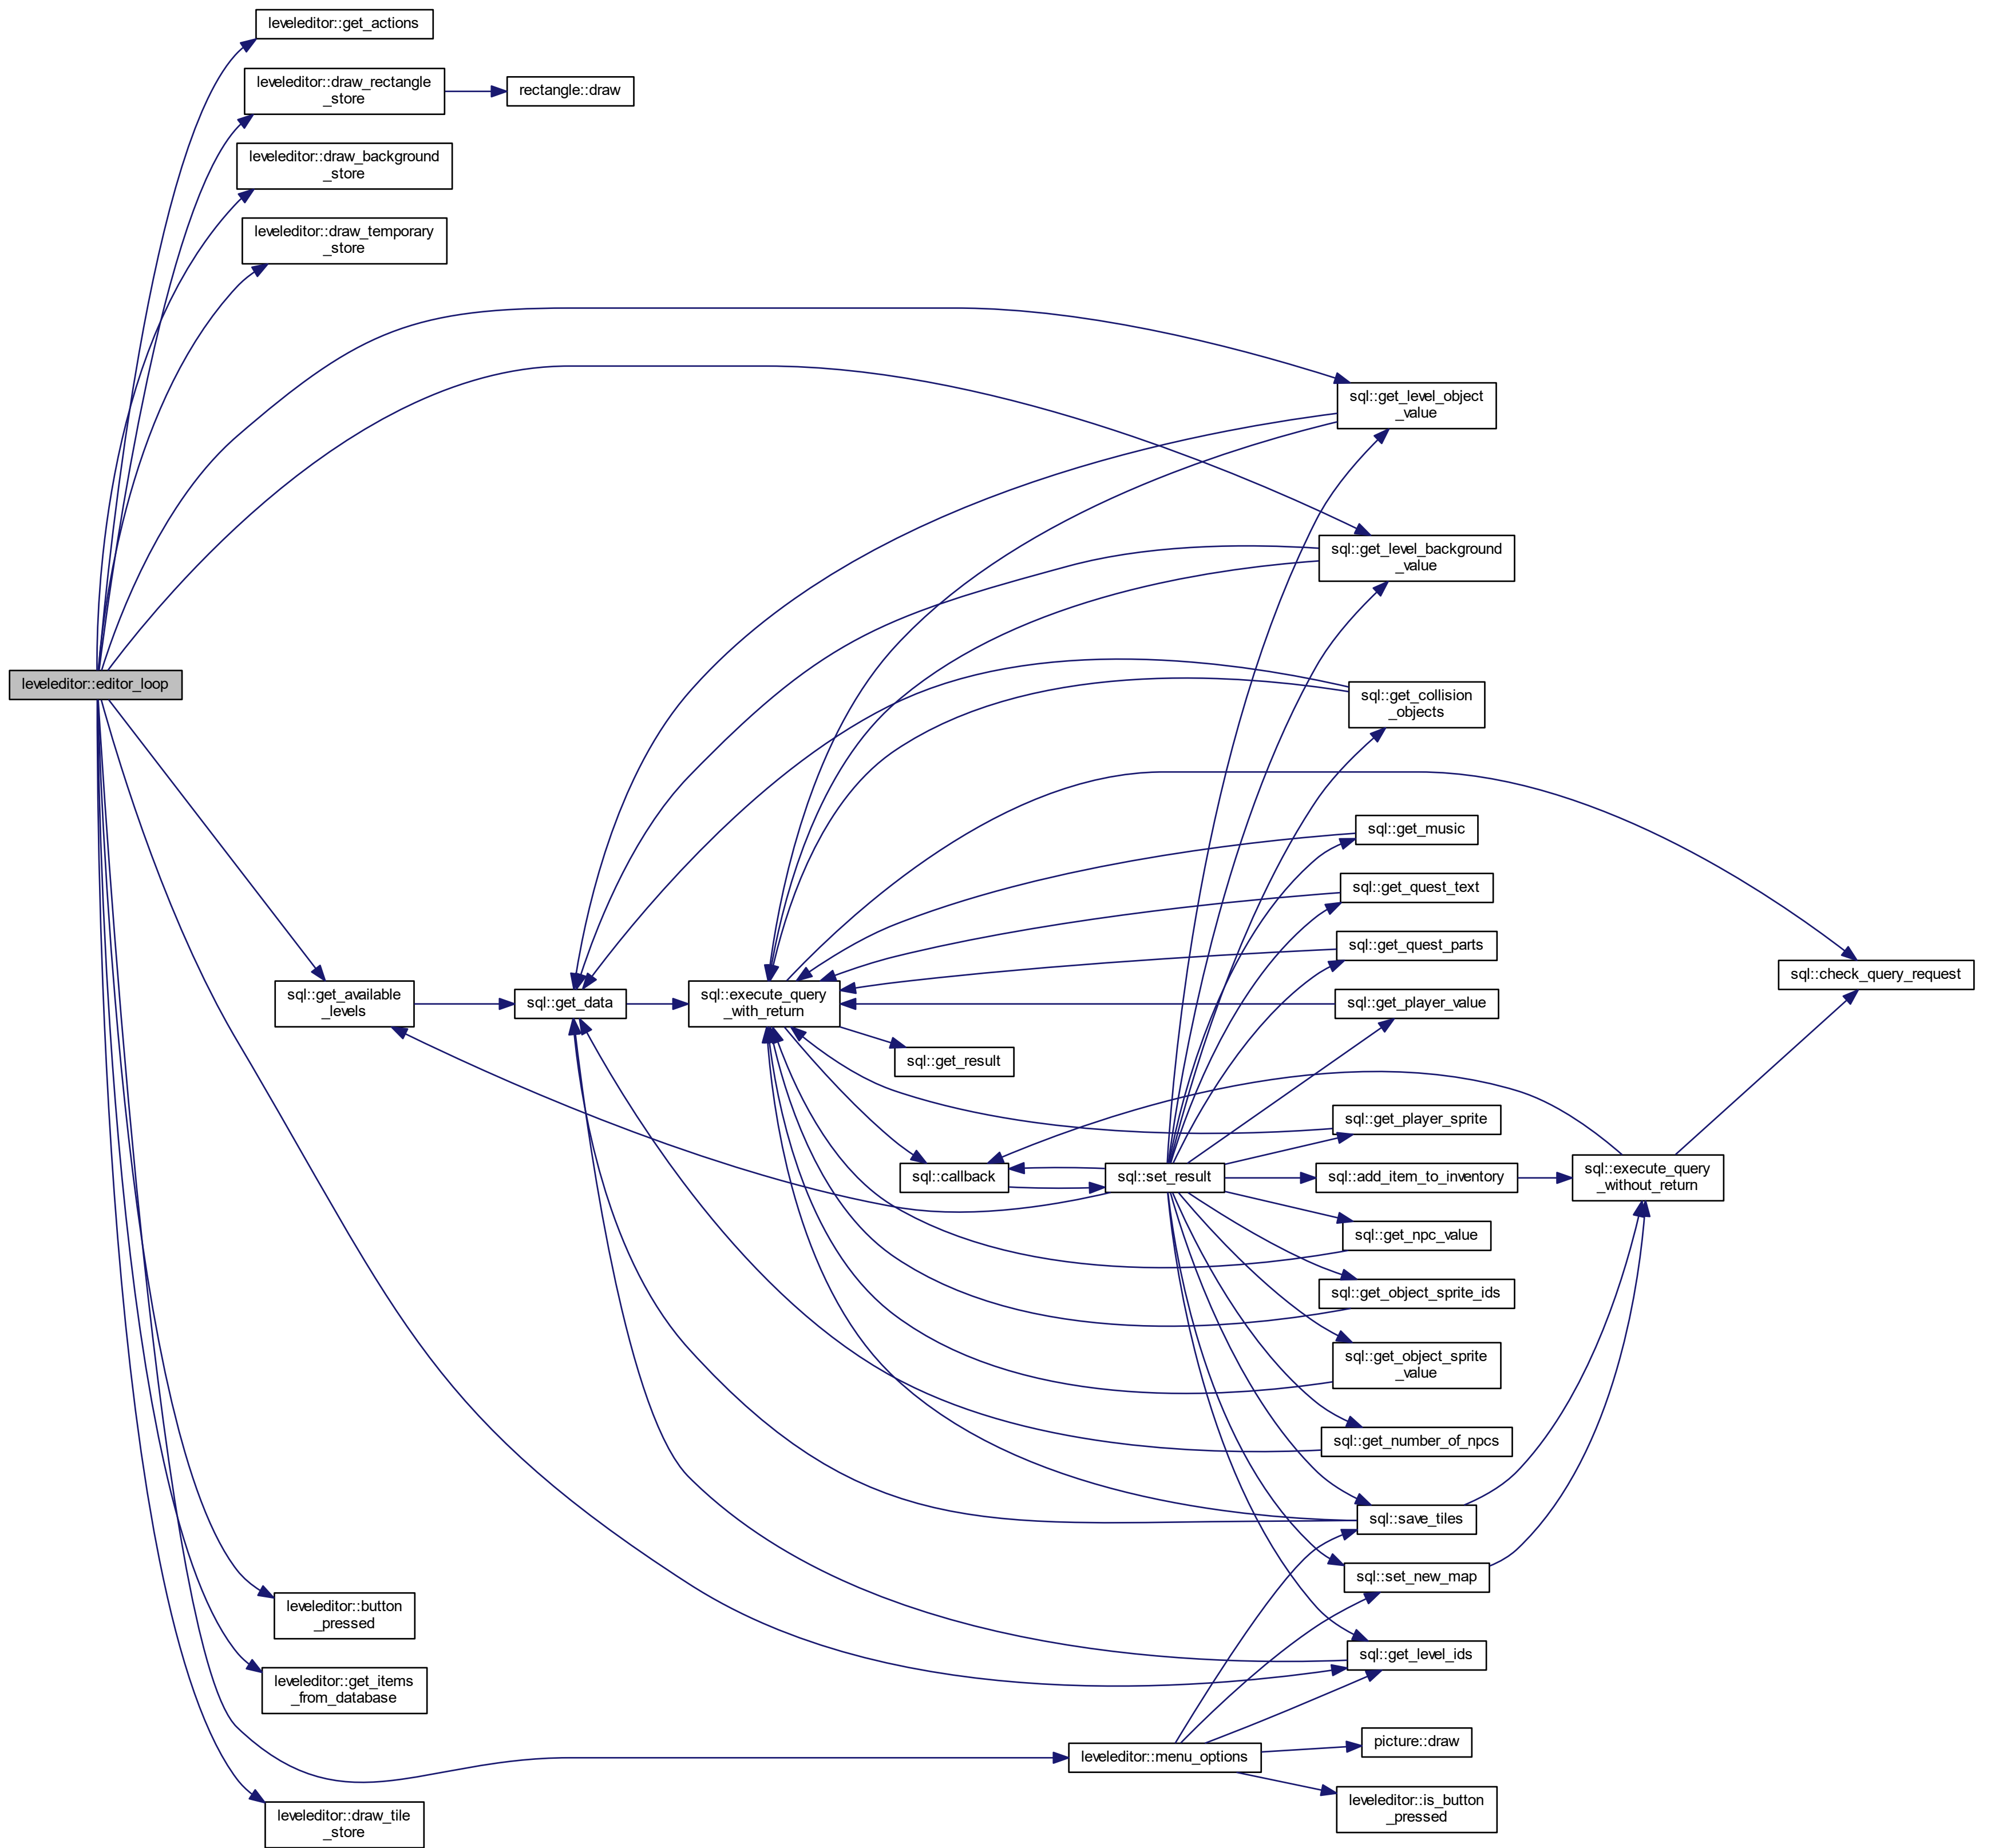 leveleditor::get_actions
leveleditor::draw_rectangle
_store
rectangle::draw
leveleditor::draw_background
_store
leveleditor::draw_temporary
_store
sql::get_level_object
_value
sql::get_level_background
_value
leveleditor::editor_loop
sql::get_collision
_objects
sql::get_music
sql::get_quest_text
sql::get_quest_parts
sql::check_query_request
sql::get_available
_levels
sql::get_data
sql::execute_query
_with_return
sql::get_player_value
sql::get_result
sql::get_player_sprite
sql::callback
sql::set_result
sql::add_item_to_inventory
sql::execute_query
_without_return
sql::get_npc_value
sql::get_object_sprite_ids
sql::get_object_sprite
_value
sql::get_number_of_npcs
sql::save_tiles
sql::set_new_map
leveleditor::button
_pressed
sql::get_level_ids
leveleditor::get_items
_from_database
picture::draw
leveleditor::menu_options
leveleditor::is_button
_pressed
leveleditor::draw_tile
_store